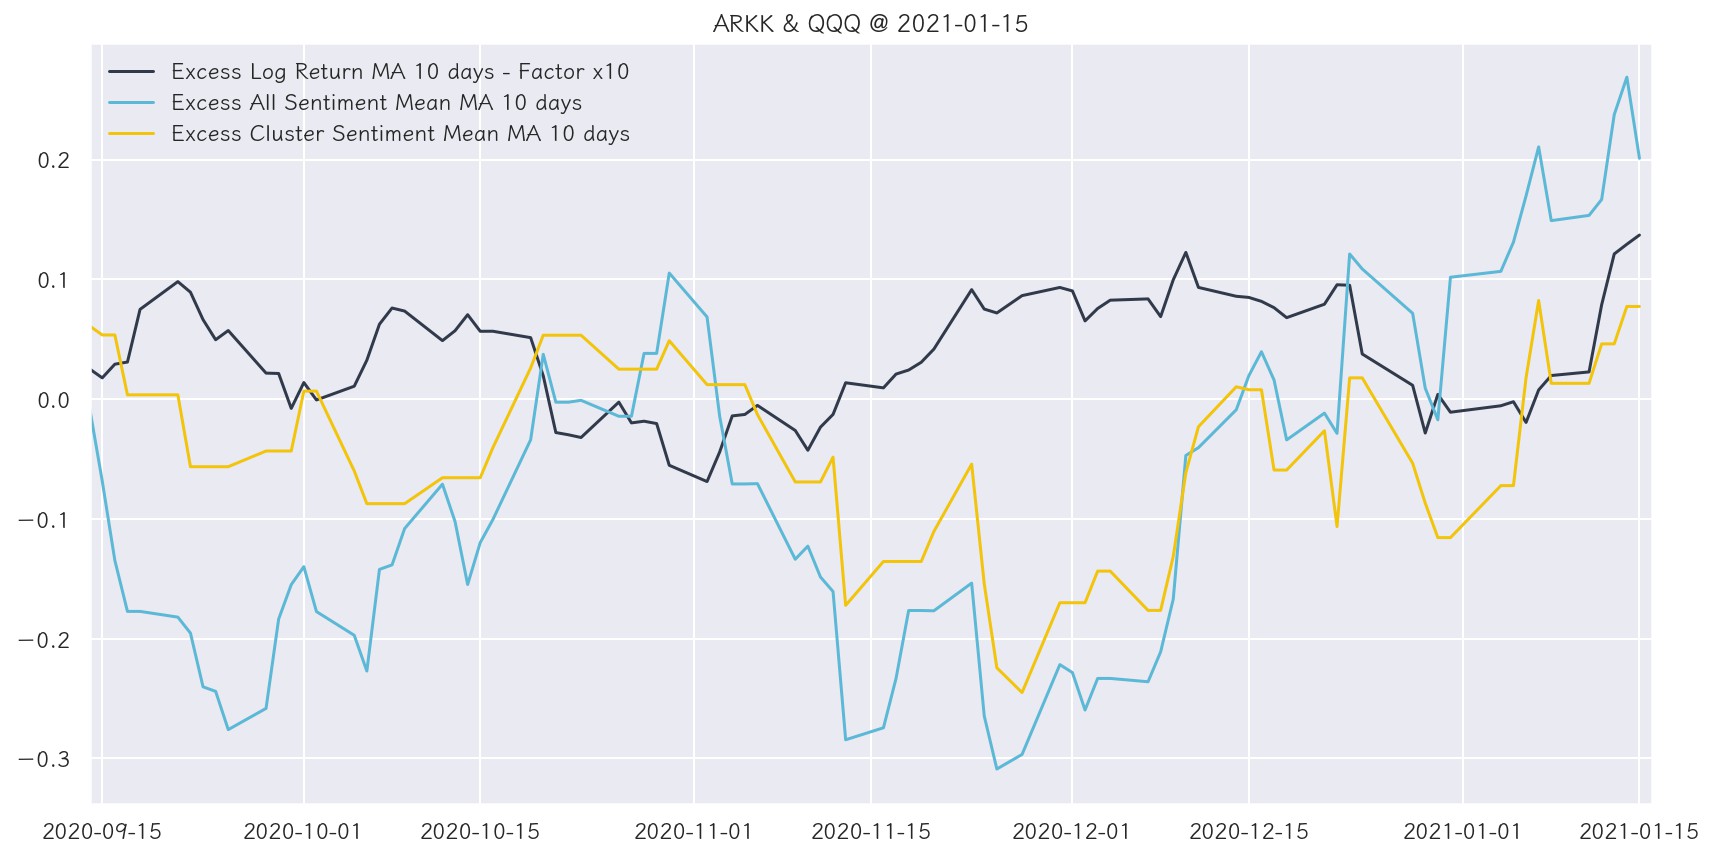 ARKK & QQQ @ 2021-01-15
Excess Log Return MA 10 days - Factor x10
Excess All Sentiment Mean MA 10 days
Excess Cluster Sentiment Mean MA 10 days
0.2
0.1
0.0
−0.1
−0.2
−0.3
2020-09-15 2020-10-01 2020-10-15 2020-11-01 2020-11-15 2020-12-01 2020-12-15 2021-01-01 2021-01-15